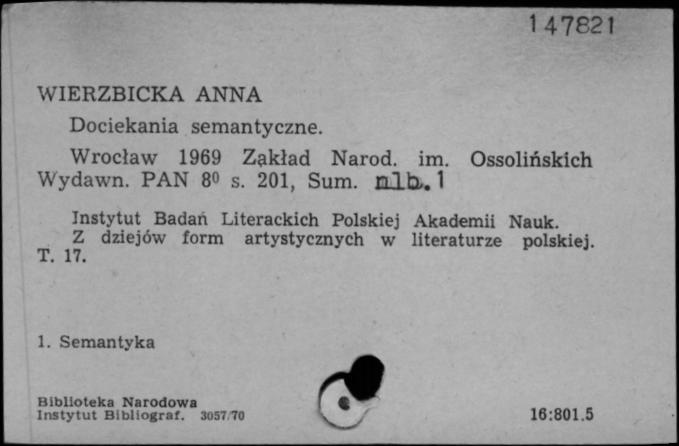 147821
WIERZBICKA ANNA
Dociekania semantyczne.
Wrocław 1969 Zakład Narod. im. Ossolińskich
Wydawn. PAN 8⁰ s. 201, Sum. nlb. 1
Instytut Badań Literackich Polskiej Akademii Nauk.
Z dziejów form artystycznych w literaturze polskiej.
T. 17.
1. Semantyka
Biblioteka Narodowa
Instytut Bibliograf. 3057/70
16:801.5